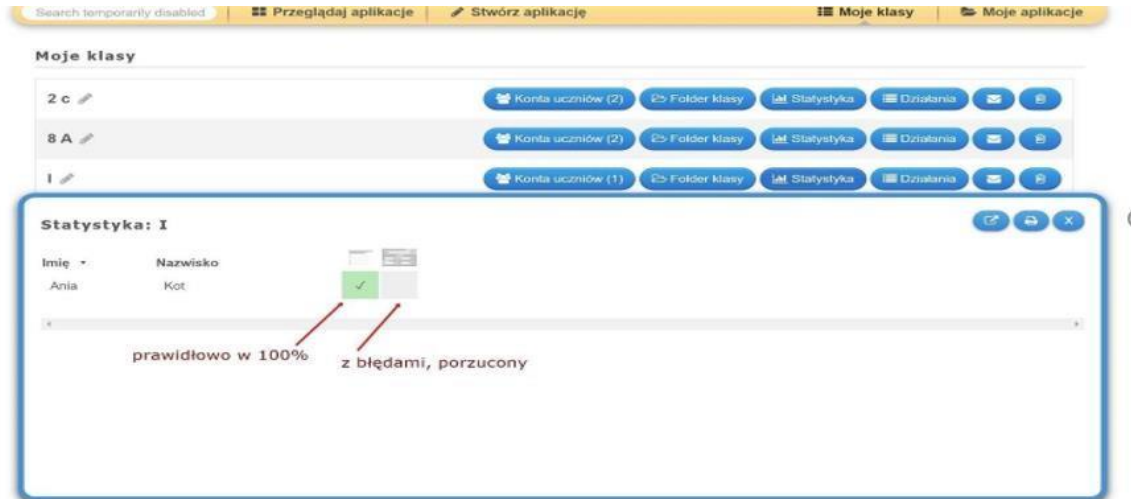 Search temporarily disabled Przeglądaj aplikacje Stwórz aplikację Moje klasy Moje aplikacje
Moje klasy
2 c Konta uczniów (2) Folder klasy Statystyka Działania
8 A Konta uczniów (2) Folder klasy Statystyka Działania
I Konta uczniów (1) Folder klasy Statystyka Działania
Statystyka: I X
Imię Nazwisko
Ania Kot ✓
prawidłowo w 100%
z błędami, porzucony